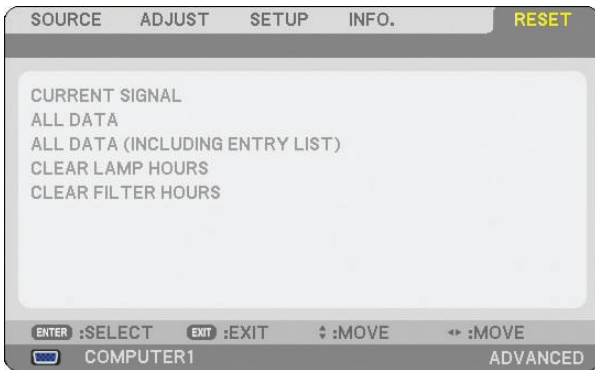 SOURCE ADJUST SETUP INFO. RESET
CURRENT SIGNAL
ALL DATA
ALL DATA (INCLUDING ENTRY LIST)
CLEAR LAMP HOURS
CLEAR FILTER HOURS
ENTER :SELECT EXIT :EXIT :MOVE :MOVE
COMPUTER1 ADVANCED